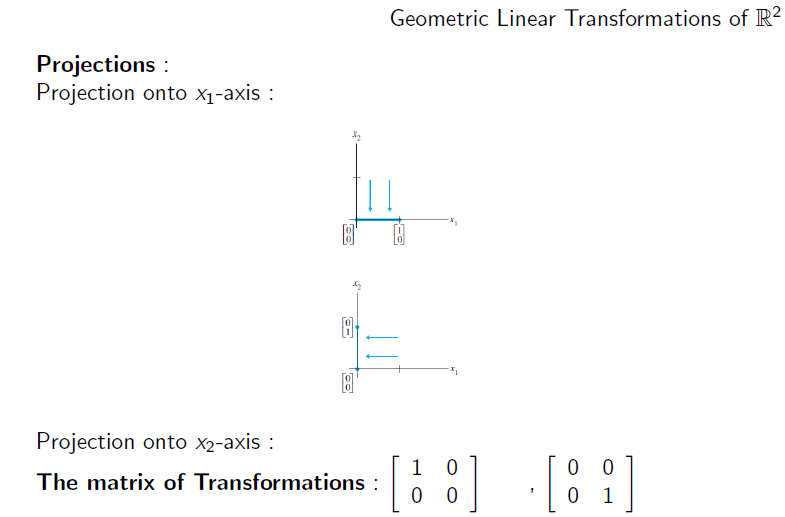 Geometric Linear Transformations of ℝ²
Projections :
Projection onto x₁-axis :
x₂
x₁
[0 0]
[1 0]
x₂
[0 1]
x₁
[0 0]
Projection onto x₂-axis :
The matrix of Transformations : [1 0
0 0] , [0 0
0 1]